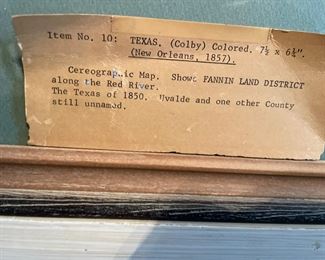 Item No. 10: TEXAS. (Colby) Colored. 7½ x 6¼".
(New Orleans, 1857).
Cereographic Map. Shows FANNIN LAND DISTRICT
along the Red River.
The Texas of 1850. Uvalde and one other County
still unnamed.